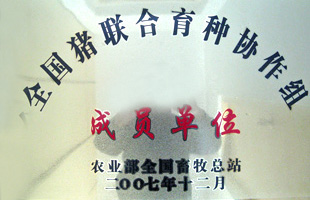 全国猪联合育种协作组
成员单位
农业部全国畜牧总站
二〇〇七年十二月